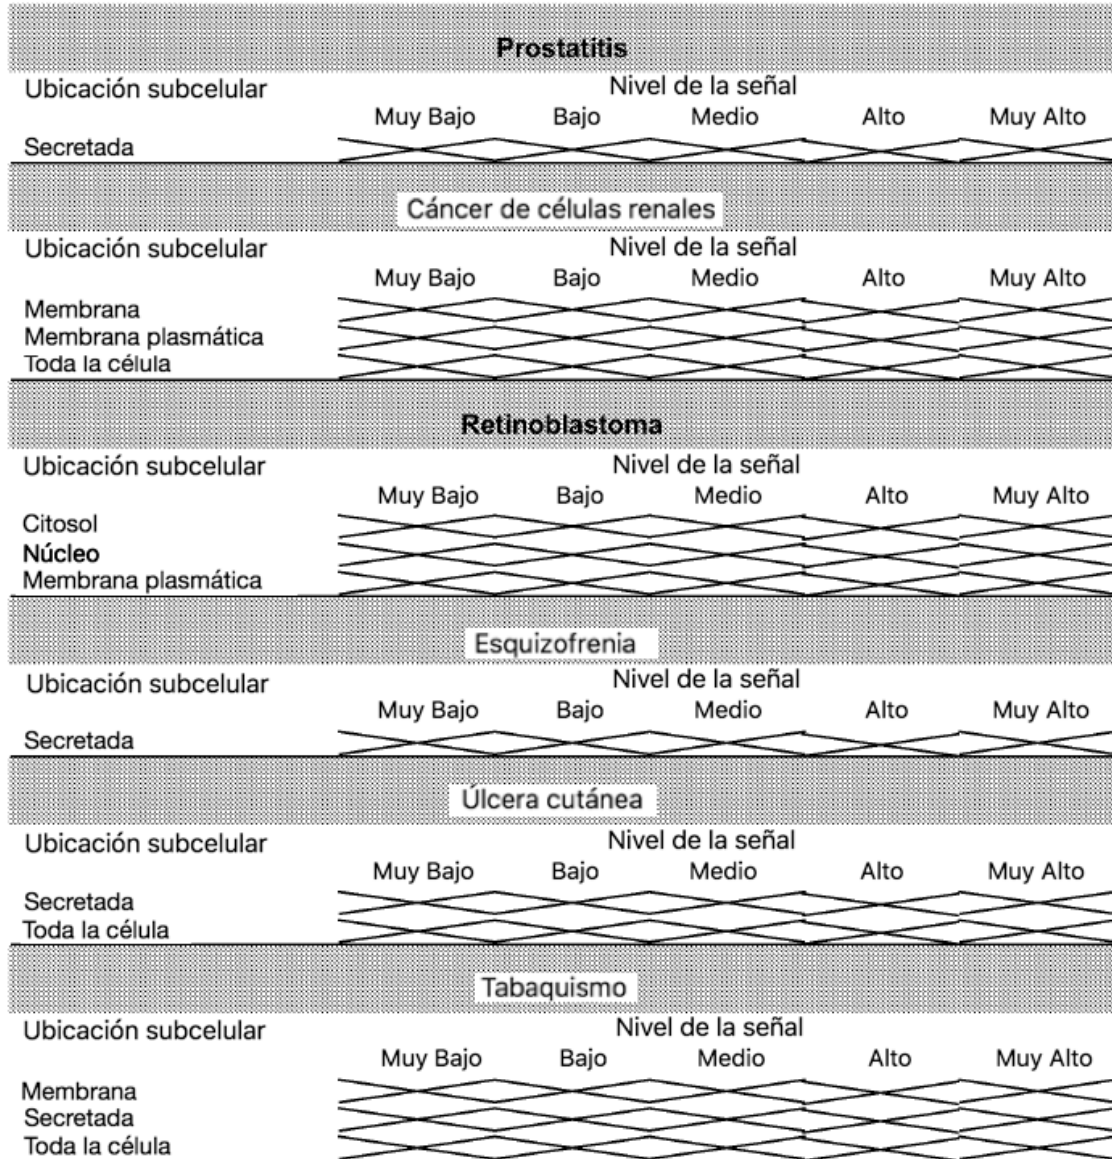 Prostatitis
Ubicación subcelular Nivel de la señal
Muy Bajo Bajo Medio Alto Muy Alto
Secretada
Cáncer de células renales
Ubicación subcelular Nivel de la señal
Muy Bajo Bajo Medio Alto Muy Alto
Membrana
Membrana plasmática
Toda la célula
Retinoblastoma
Ubicación subcelular Nivel de la señal
Muy Bajo Bajo Medio Alto Muy Alto
Citosol
Núcleo
Membrana plasmática
Esquizofrenia
Ubicación subcelular Nivel de la señal
Muy Bajo Bajo Medio Alto Muy Alto
Secretada
Úlcera cutánea
Ubicación subcelular Nivel de la señal
Muy Bajo Bajo Medio Alto Muy Alto
Secretada
Toda la célula
Tabaquismo
Ubicación subcelular Nivel de la señal
Muy Bajo Bajo Medio Alto Muy Alto
Membrana
Secretada
Toda la célula